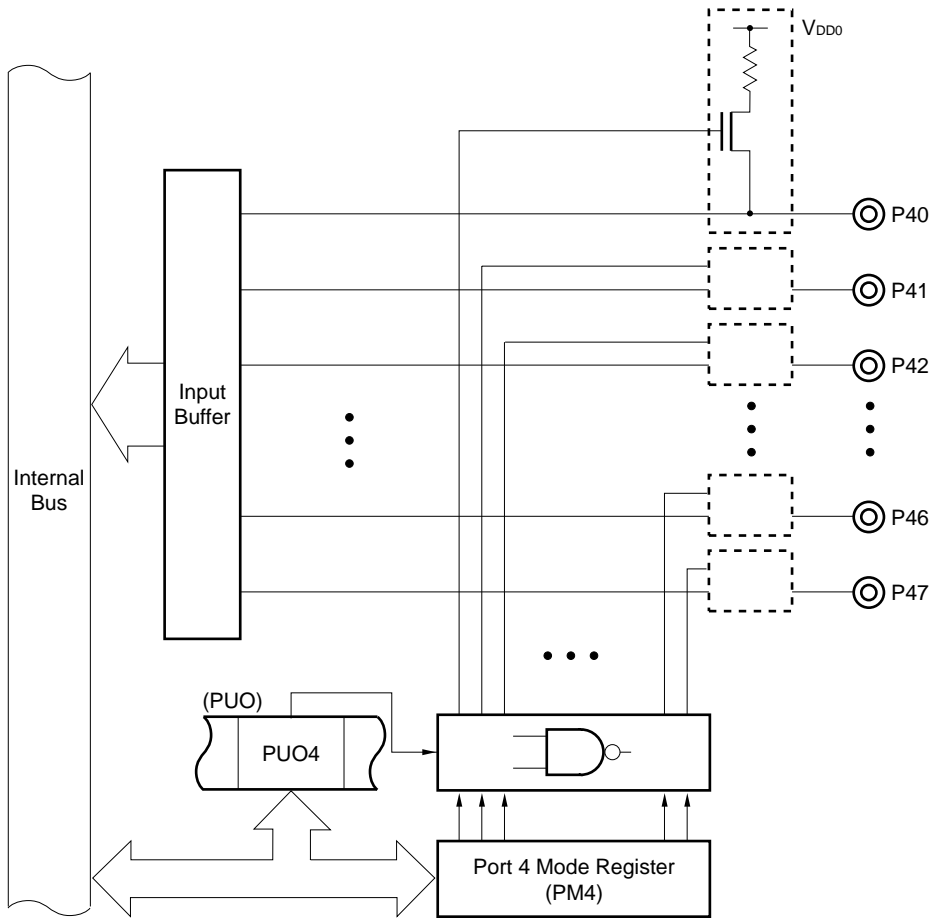 VDD0
P40
P41
P42
Input
Buffer
Internal
Bus
P46
P47
(PUO)
PUO4
Port 4 Mode Register
(PM4)